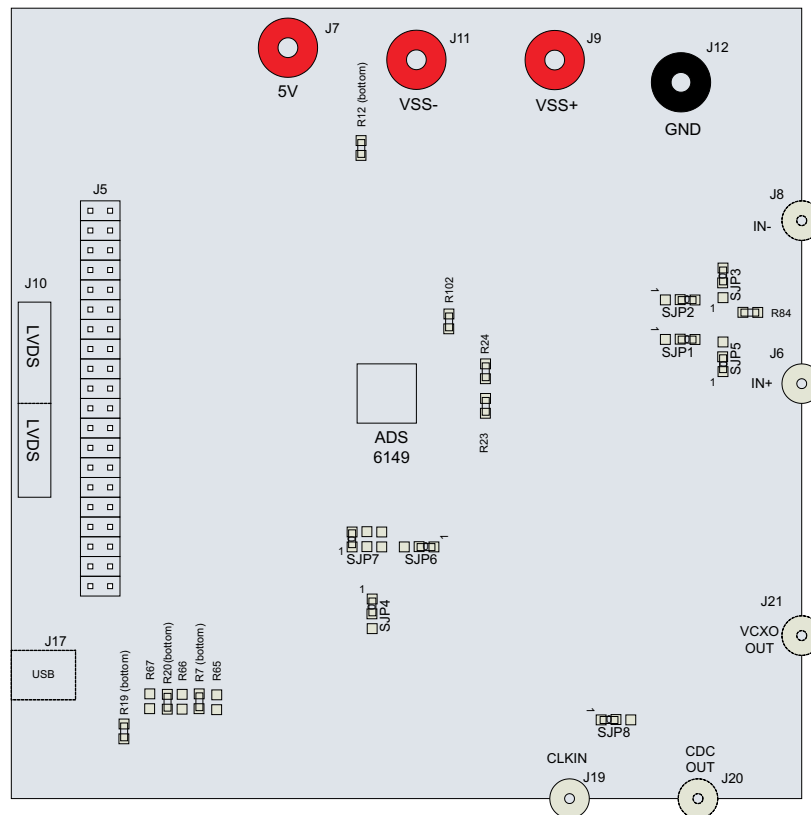 J7
J11
J9
J12
5V
VSS-
VSS+
GND
R12 (bottom)
J5
J8
IN-
J10
LVDS
LVDS
R102
R24
R23
1
SJP2
1
SJP1
SJP3
1
R84
SJP5
1
J6
IN+
ADS
6149
1
SJP7
1
SJP6
1
SJP4
J21
VCXO
OUT
J17
USB
R19 (bottom)
R67
R20(bottom)
R66
R7 (bottom)
R65
1
SJP8
CLKIN
J19
CDC
OUT
J20